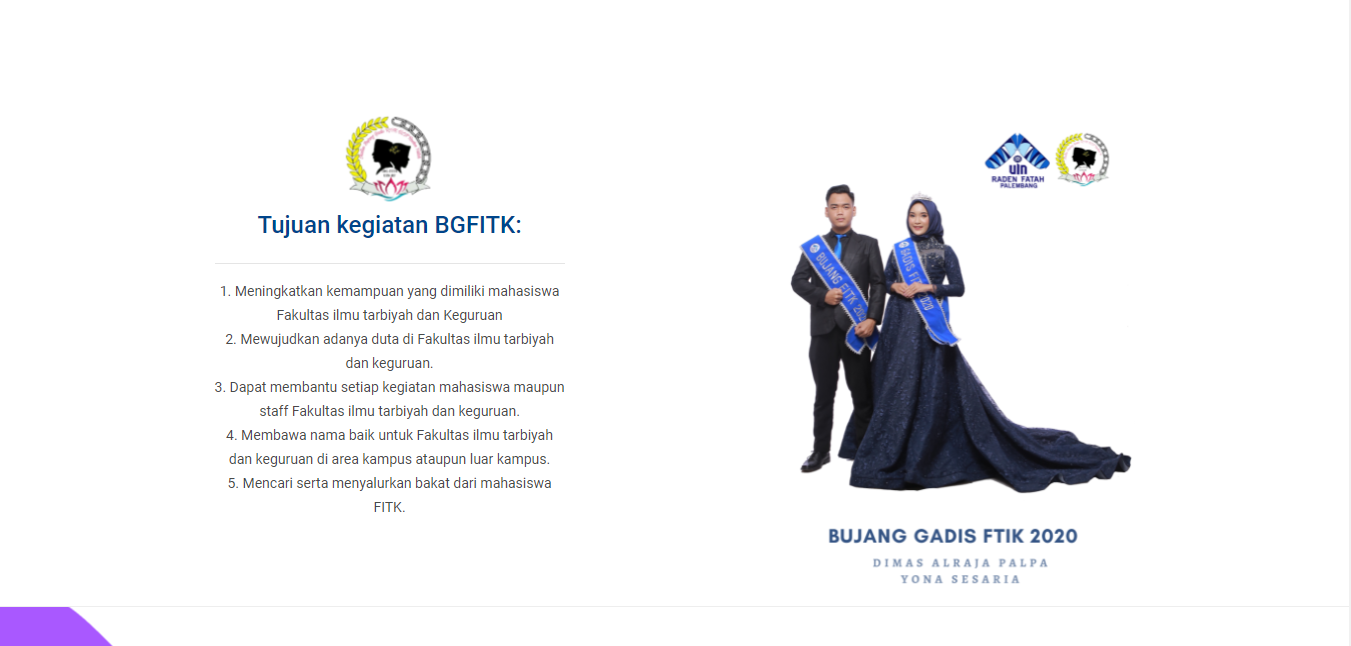 Tujuan kegiatan BGFITK:
1. Meningkatkan kemampuan yang dimiliki mahasiswa
Fakultas ilmu tarbiyah dan Keguruan
2. Mewujudkan adanya duta di Fakultas ilmu tarbiyah
dan keguruan.
3. Dapat membantu setiap kegiatan mahasiswa maupun
staff Fakultas ilmu tarbiyah dan keguruan.
4. Membawa nama baik untuk Fakultas ilmu tarbiyah
dan keguruan di area kampus ataupun luar kampus.
5. Mencari serta menyalurkan bakat dari mahasiswa
FITK.
uin
RADEN FATAH
PALEMBANG
BUJANG FITK
GADIS
2020
BUJANG GADIS FTIK 2020
DIMAS ALRAJA PALPA
YONA SESARIA